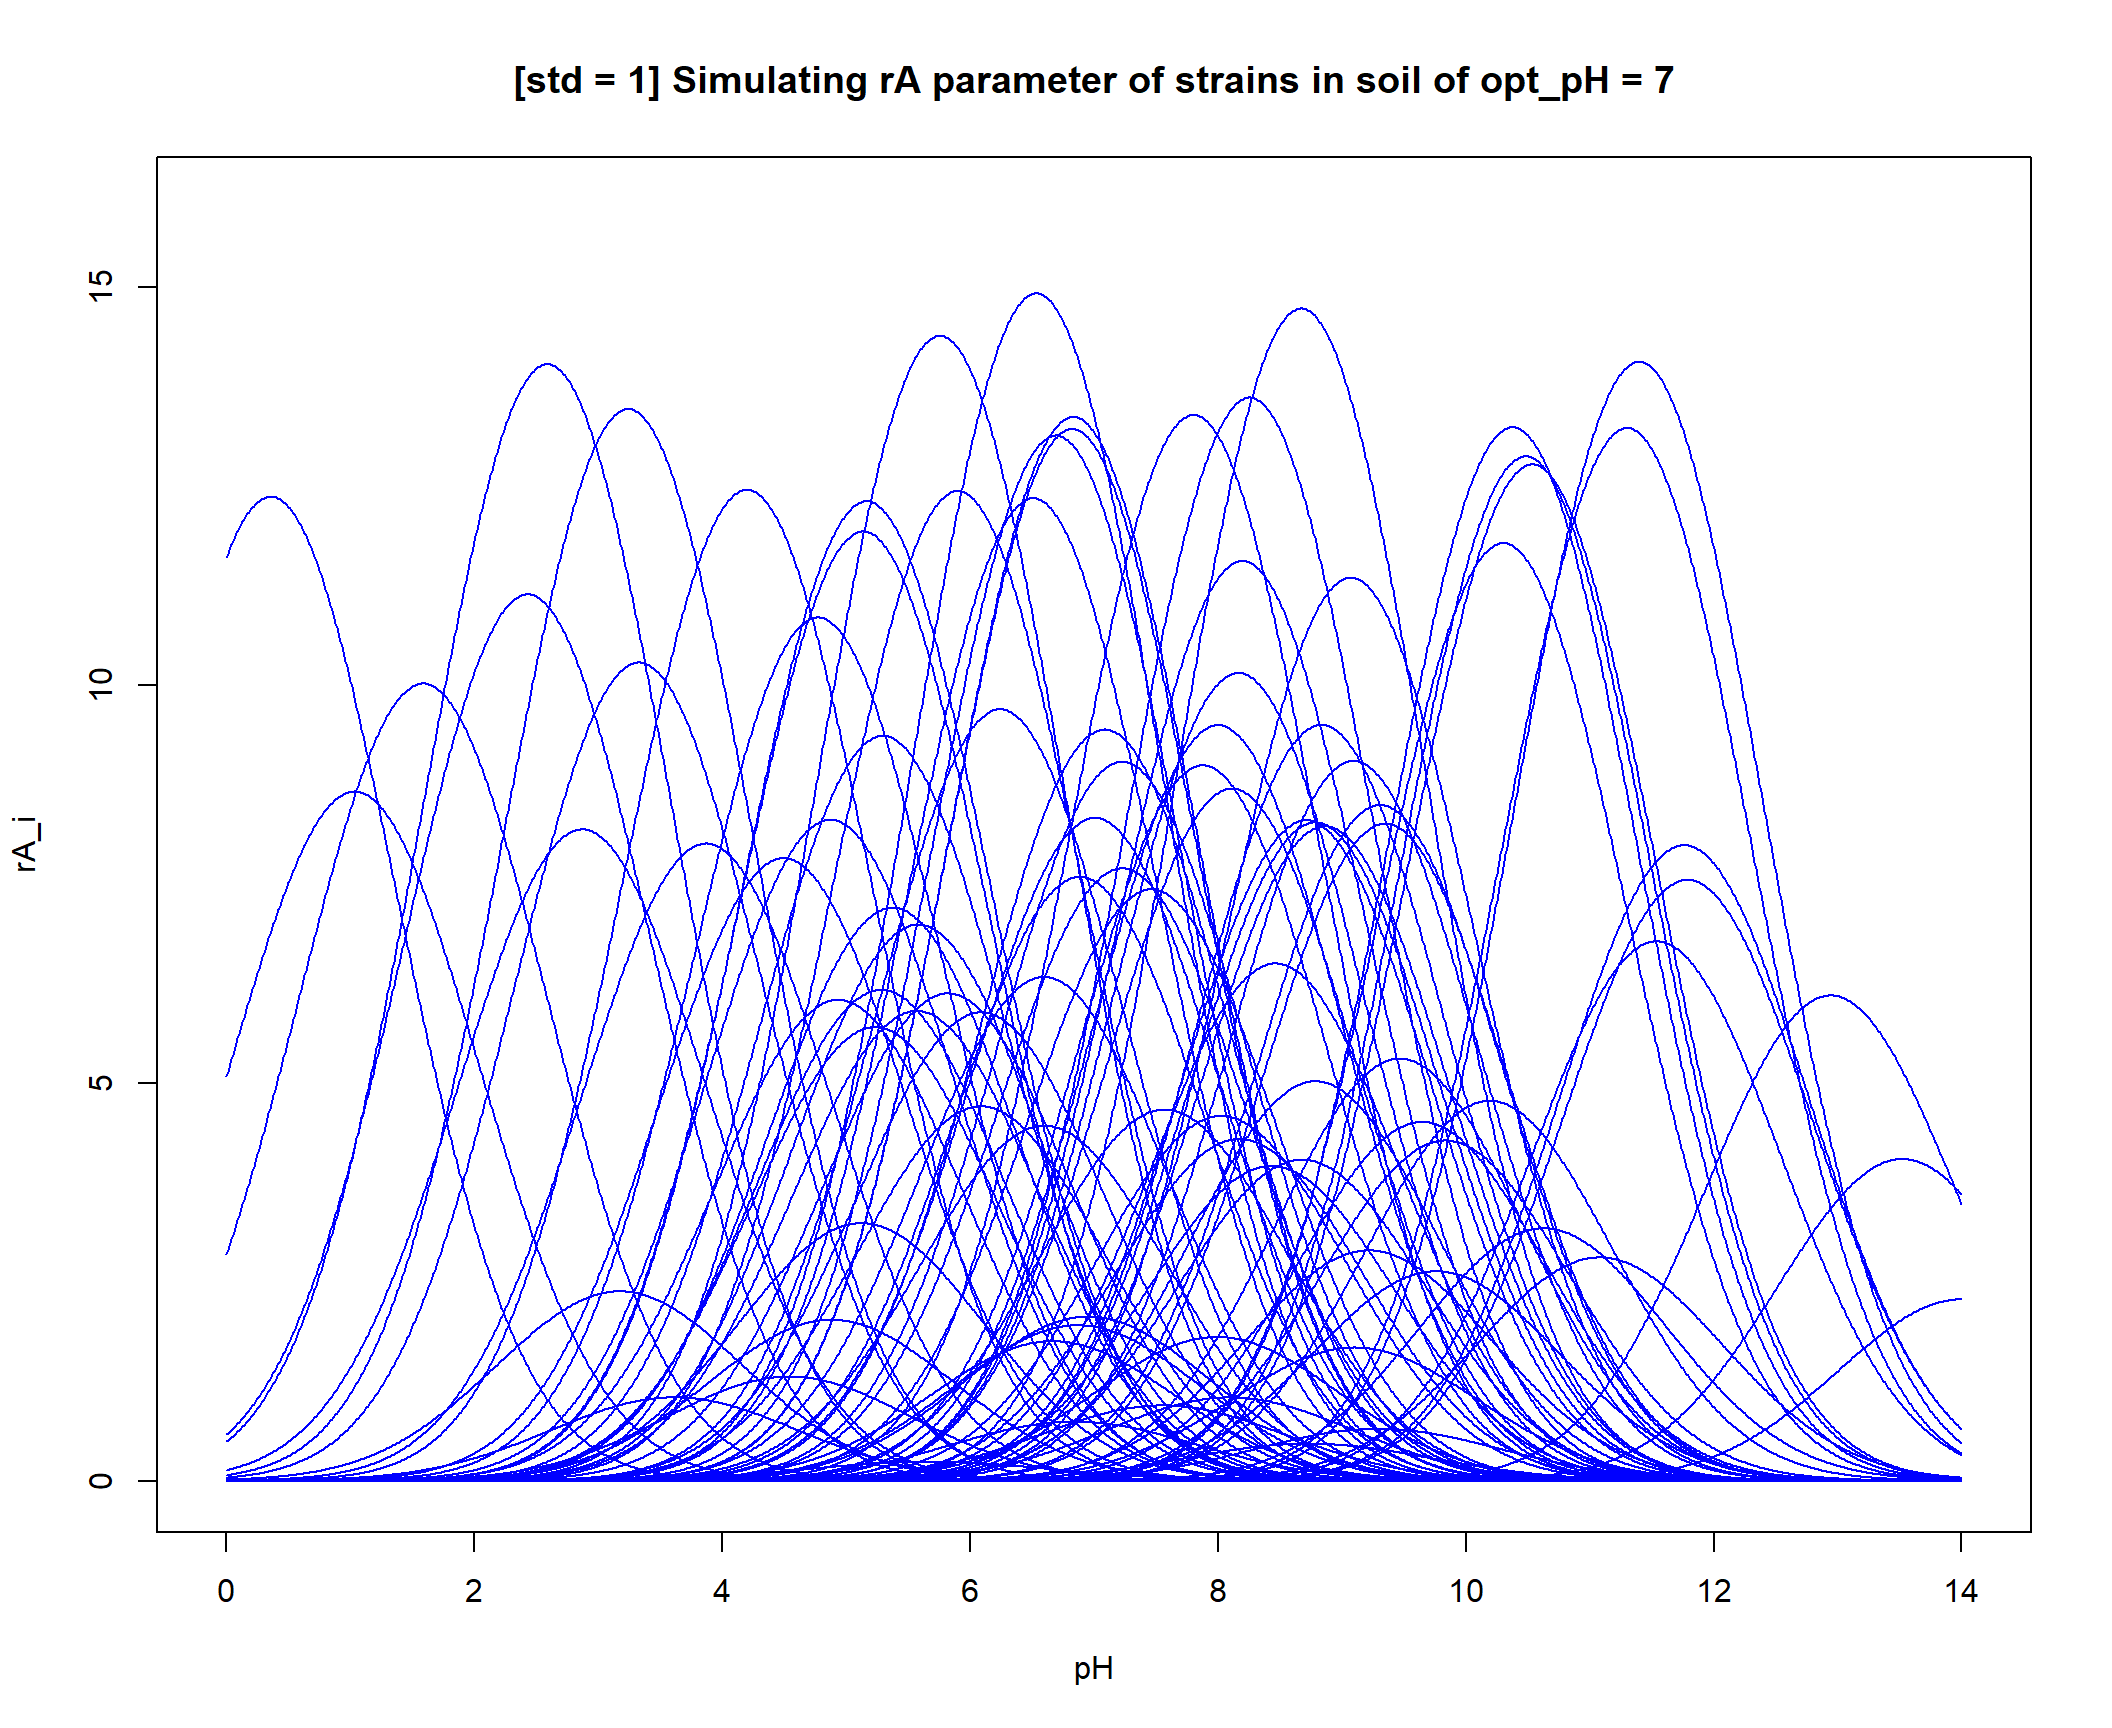 [std = 1] Simulating rA parameter of strains in soil of opt_pH = 7
15
10
5
0
rA_i
0 2 4 6 8 10 12 14
pH